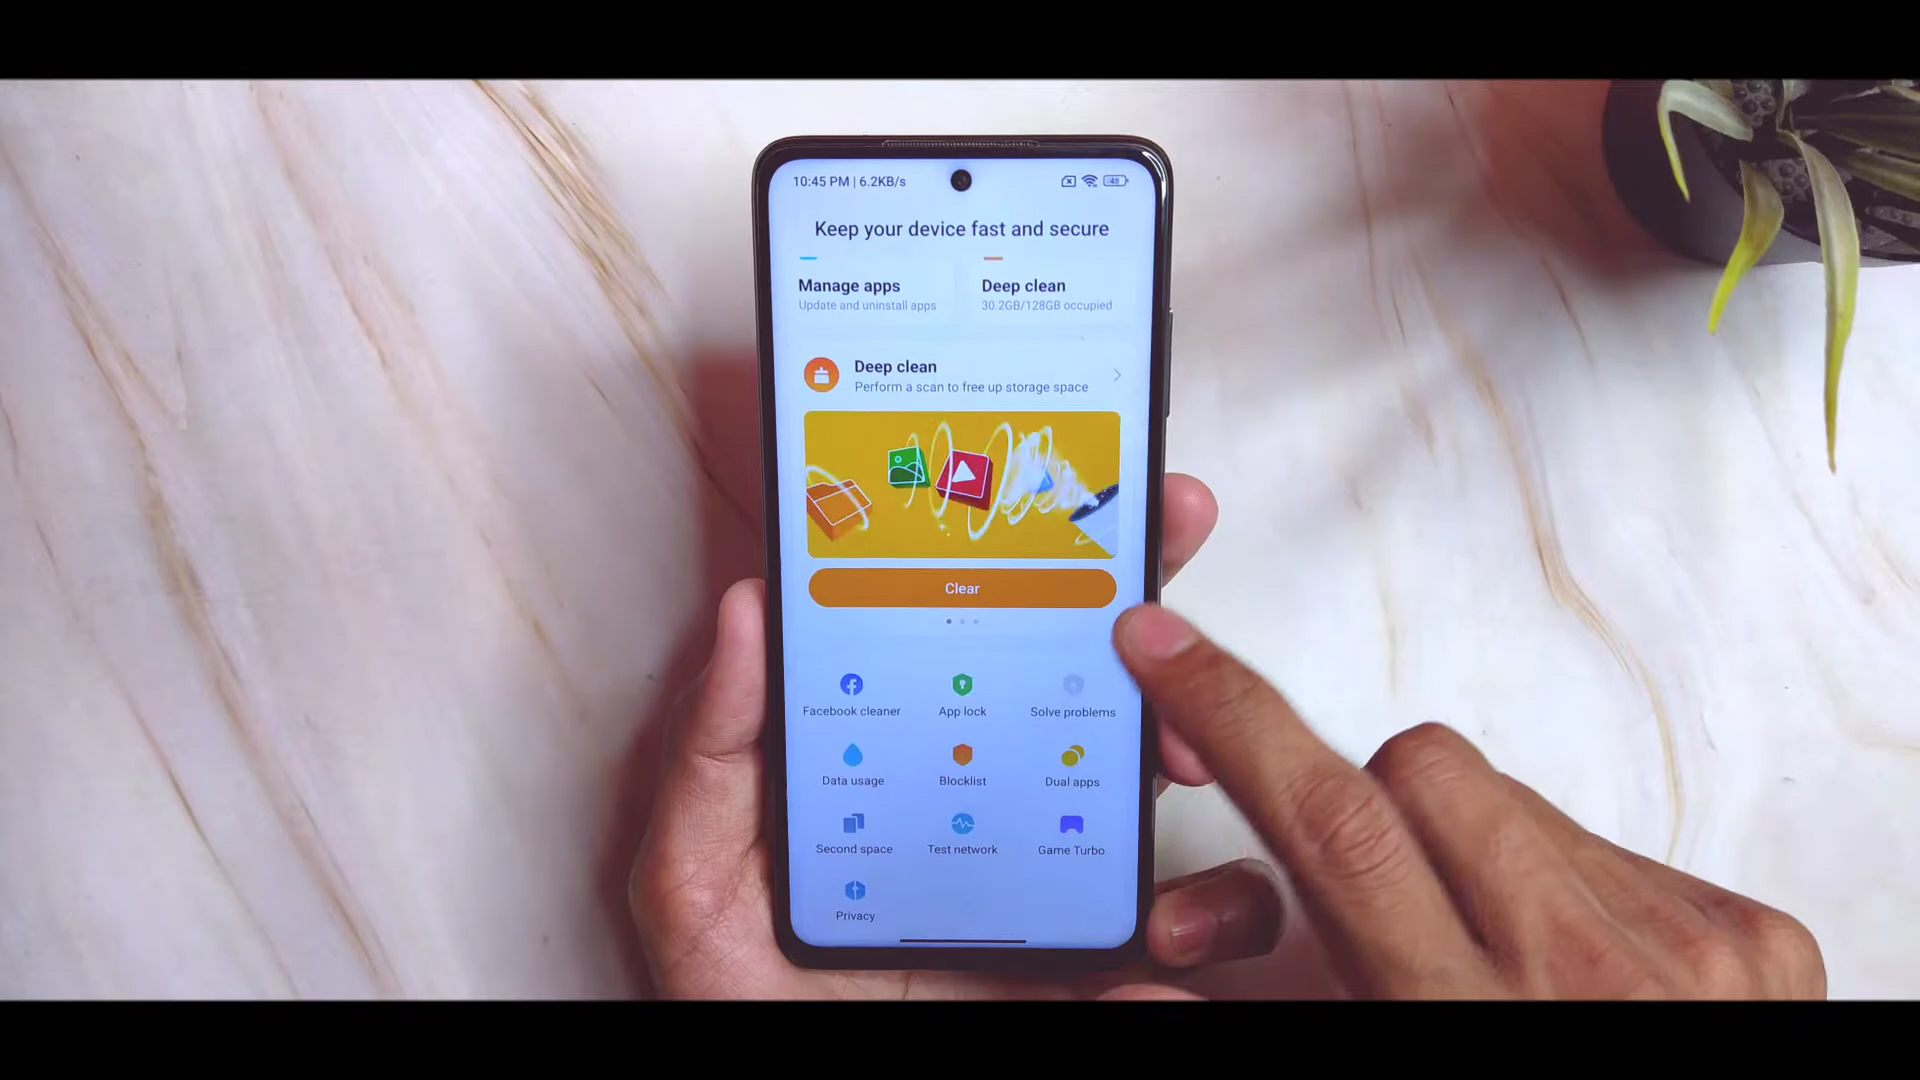 10:45 PM | 6.2KB/s
48
Keep your device fast and secure
Manage apps
Update and uninstall apps
Deep clean
30.2GB/128GB occupied
Deep clean
Perform a scan to free up storage space
Clear
Facebook cleaner
App lock
Solve problems
Data usage
Blocklist
Dual apps
Second space
Test network
Game Turbo
Privacy